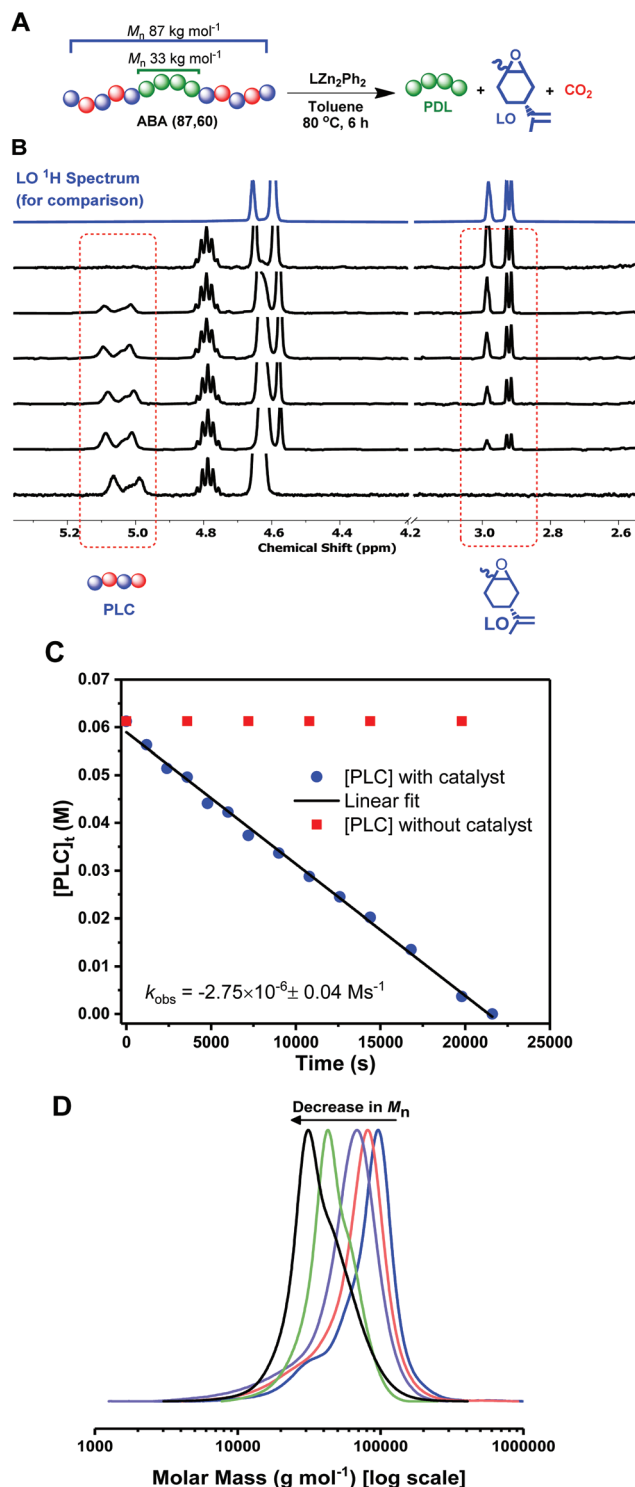 A
Mn 87 kg mol⁻¹
Mn 33 kg mol⁻¹
ABA (87,60)
LZn₂Ph₂
Toluene
80 °C, 6 h
PDL
+
O
LO
+
CO₂
B
LO ¹H Spectrum
(for comparison)
5.2 5.0 4.8 4.6 4.4 4.2 3.0 2.8 2.6
Chemical Shift (ppm)
PLC
O
LO
C
0.07
0.06
0.05
0.04
0.03
0.02
0.01
0.00
[PLC]t (M)
[PLC] with catalyst
Linear fit
[PLC] without catalyst
kobs = -2.75×10⁻⁶± 0.04 Ms⁻¹
0 5000 10000 15000 20000 25000
Time (s)
D
Decrease in Mn
1000 10000 100000 1000000
Molar Mass (g mol⁻¹) [log scale]